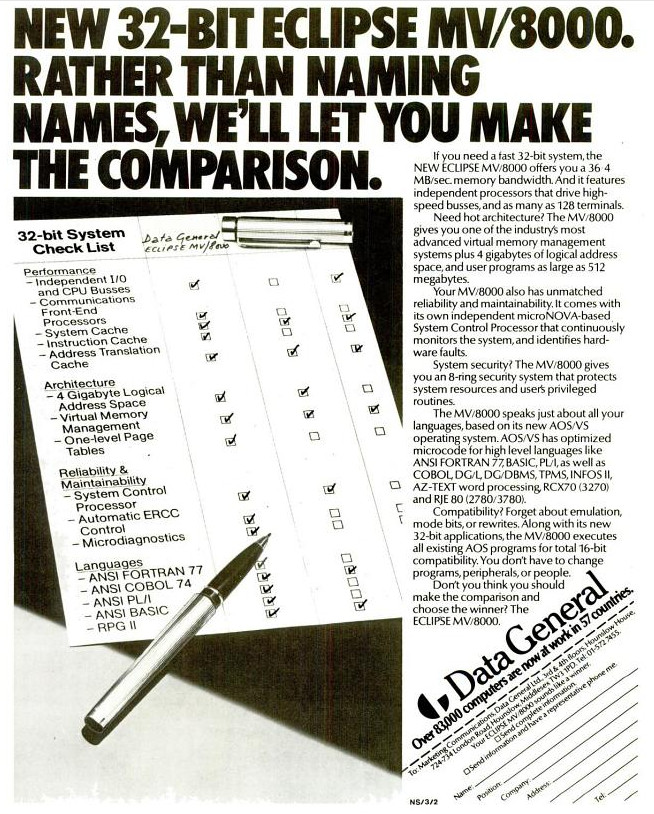 NEW 32-BIT ECLIPSE MV/8000.
RATHER THAN NAMING
NAMES, WE'LL LET YOU MAKE
THE COMPARISON.
32-bit System
Check List
Data General
ECLIPSE MV/8000
Performance
– Independent I/O
and CPU Busses
– Communications
Front-End
Processors
– System Cache
– Instruction Cache
– Address Translation
Cache
Architecture
– 4 Gigabyte Logical
Address Space
– Virtual Memory
Management
– One-level Page
Tables
Reliability &
Maintainability
– System Control
Processor
– Automatic ERCC
Control
– Microdiagnostics
Languages
– ANSI FORTRAN 77
– ANSI COBOL 74
– ANSI PL/I
– ANSI BASIC
– RPG II
If you need a fast 32-bit system, the
NEW ECLIPSE MV/8000 offers you a 36·4
MB/sec. memory bandwidth. And it features
independent processors that drive high-
speed busses, and as many as 128 terminals.
Need hot architecture? The MV/8000
gives you one of the industry's most
advanced virtual memory management
systems plus 4 gigabytes of logical address
space, and user programs as large as 512
megabytes.
Your MV/8000 also has unmatched
reliability and maintainability. It comes with
its own independent microNOVA-based
System Control Processor that continuously
monitors the system, and identifies hard-
ware faults.
System security? The MV/8000 gives
you an 8-ring security system that protects
system resources and user's privileged
routines.
The MV/8000 speaks just about all your
languages, based on its new AOS/VS
operating system. AOS/VS has optimized
microcode for high level languages like
ANSI FORTRAN 77, BASIC, PL/I, as well as
COBOL, DG/L, DG/DBMS, TPMS, INFOS II,
AZ-TEXT word processing, RCX70 (3270)
and RJE 80 (2780/3780).
Compatibility? Forget about emulation,
mode bits, or rewrites. Along with its new
32-bit applications, the MV/8000 executes
all existing AOS programs for total 16-bit
compatibility. You don't have to change
programs, peripherals, or people.
Don't you think you should
make the comparison and
choose the winner? The
ECLIPSE MV/8000.
Data General
Over 83,000 computers are now at work in 57 countries.
To: Marketing Communications, Data General Ltd., 3rd & 4th floors, Hounslow House,
724-734 London Road, Hounslow, Middlesex TW3 1PD. Tel: 01-572 7455.
Your ECLIPSE MV/8000 sounds like a winner.
Send complete information.
Send information and have a representative phone me.
Name:
Position:
Company:
Address:
Tel:
NS/3/2